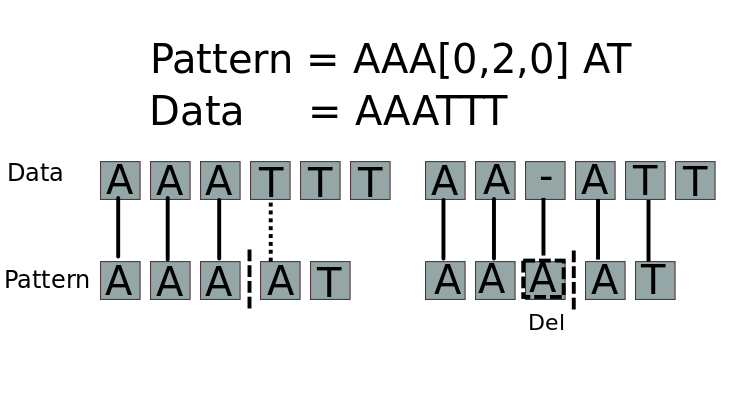 Pattern = AAA[0,2,0] AT
Data = AAATTT
Data A A A T T T A A - A T T
Pattern A A A A T A A A A T
Del